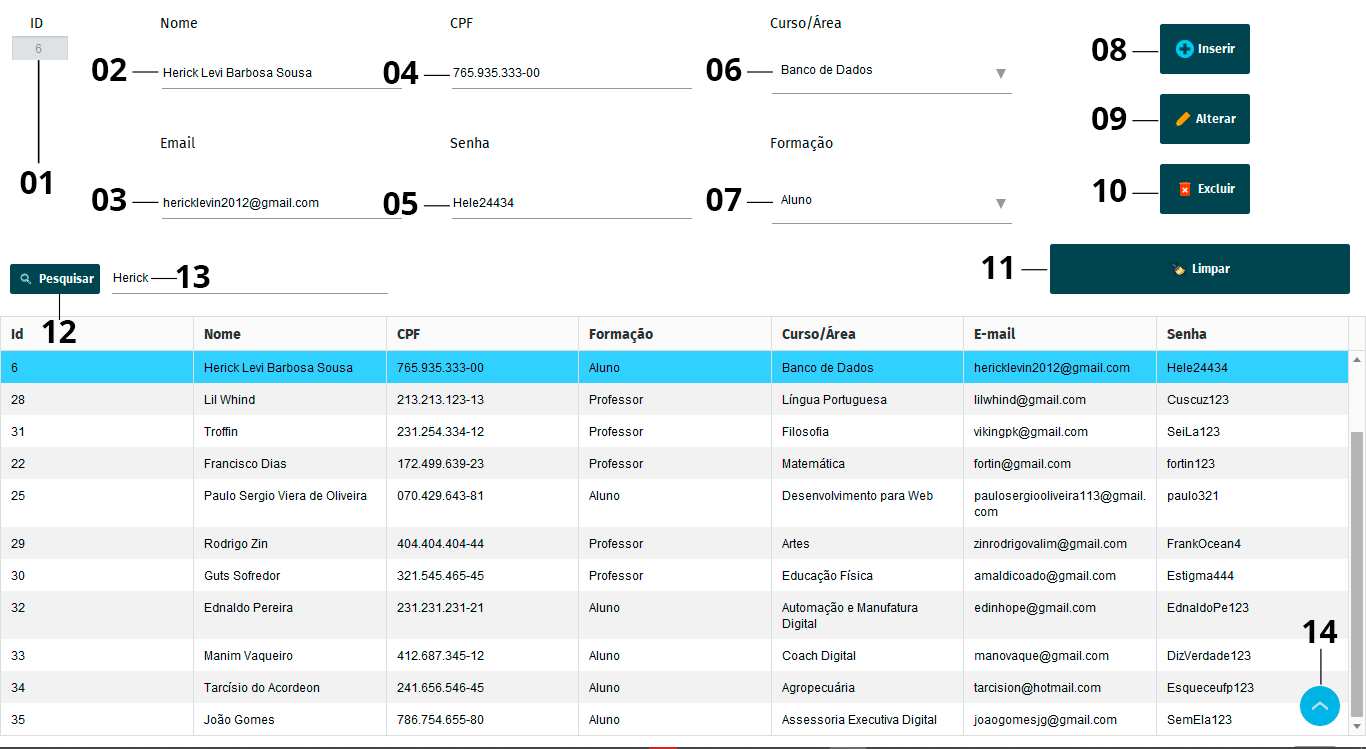 ID Nome CPF Curso/Área
6
02 Herick Levi Barbosa Sousa 04 765.935.333-00 06 Banco de Dados 08 Inserir
09 Alterar
Email Senha Formação
01
03 hericklevin2012@gmail.com 05 Hele24434 07 Aluno 10 Excluir
11 Limpar
Pesquisar Herick 13
12
Id Nome CPF Formação Curso/Área E-mail Senha
6 Herick Levi Barbosa Sousa 765.935.333-00 Aluno Banco de Dados hericklevin2012@gmail.com Hele24434
28 Lil Whind 213.213.123-13 Professor Língua Portuguesa lilwhind@gmail.com Cuscuz123
31 Troffin 231.254.334-12 Professor Filosofia vikingpk@gmail.com SeiLa123
22 Francisco Dias 172.499.639-23 Professor Matemática fortin@gmail.com fortin123
25 Paulo Sergio Viera de Oliveira 070.429.643-81 Aluno Desenvolvimento para Web paulosergiooliveira113@gmail. paulo321
com
29 Rodrigo Zin 404.404.404-44 Professor Artes zinrodrigovalim@gmail.com FrankOcean4
30 Guts Sofredor 321.545.465-45 Professor Educação Física amaldicoado@gmail.com Estigma444
32 Ednaldo Pereira 231.231.231-21 Aluno Automação e Manufatura edinhope@gmail.com EdnaldoPe123
Digital
14
33 Manim Vaqueiro 412.687.345-12 Aluno Coach Digital manovaque@gmail.com DizVerdade123
34 Tarcísio do Acordeon 241.656.546-45 Aluno Agropecuária tarcision@hotmail.com Esqueceufp123
35 João Gomes 786.754.655-80 Aluno Assessoria Executiva Digital joaogomesjg@gmail.com SemEla123